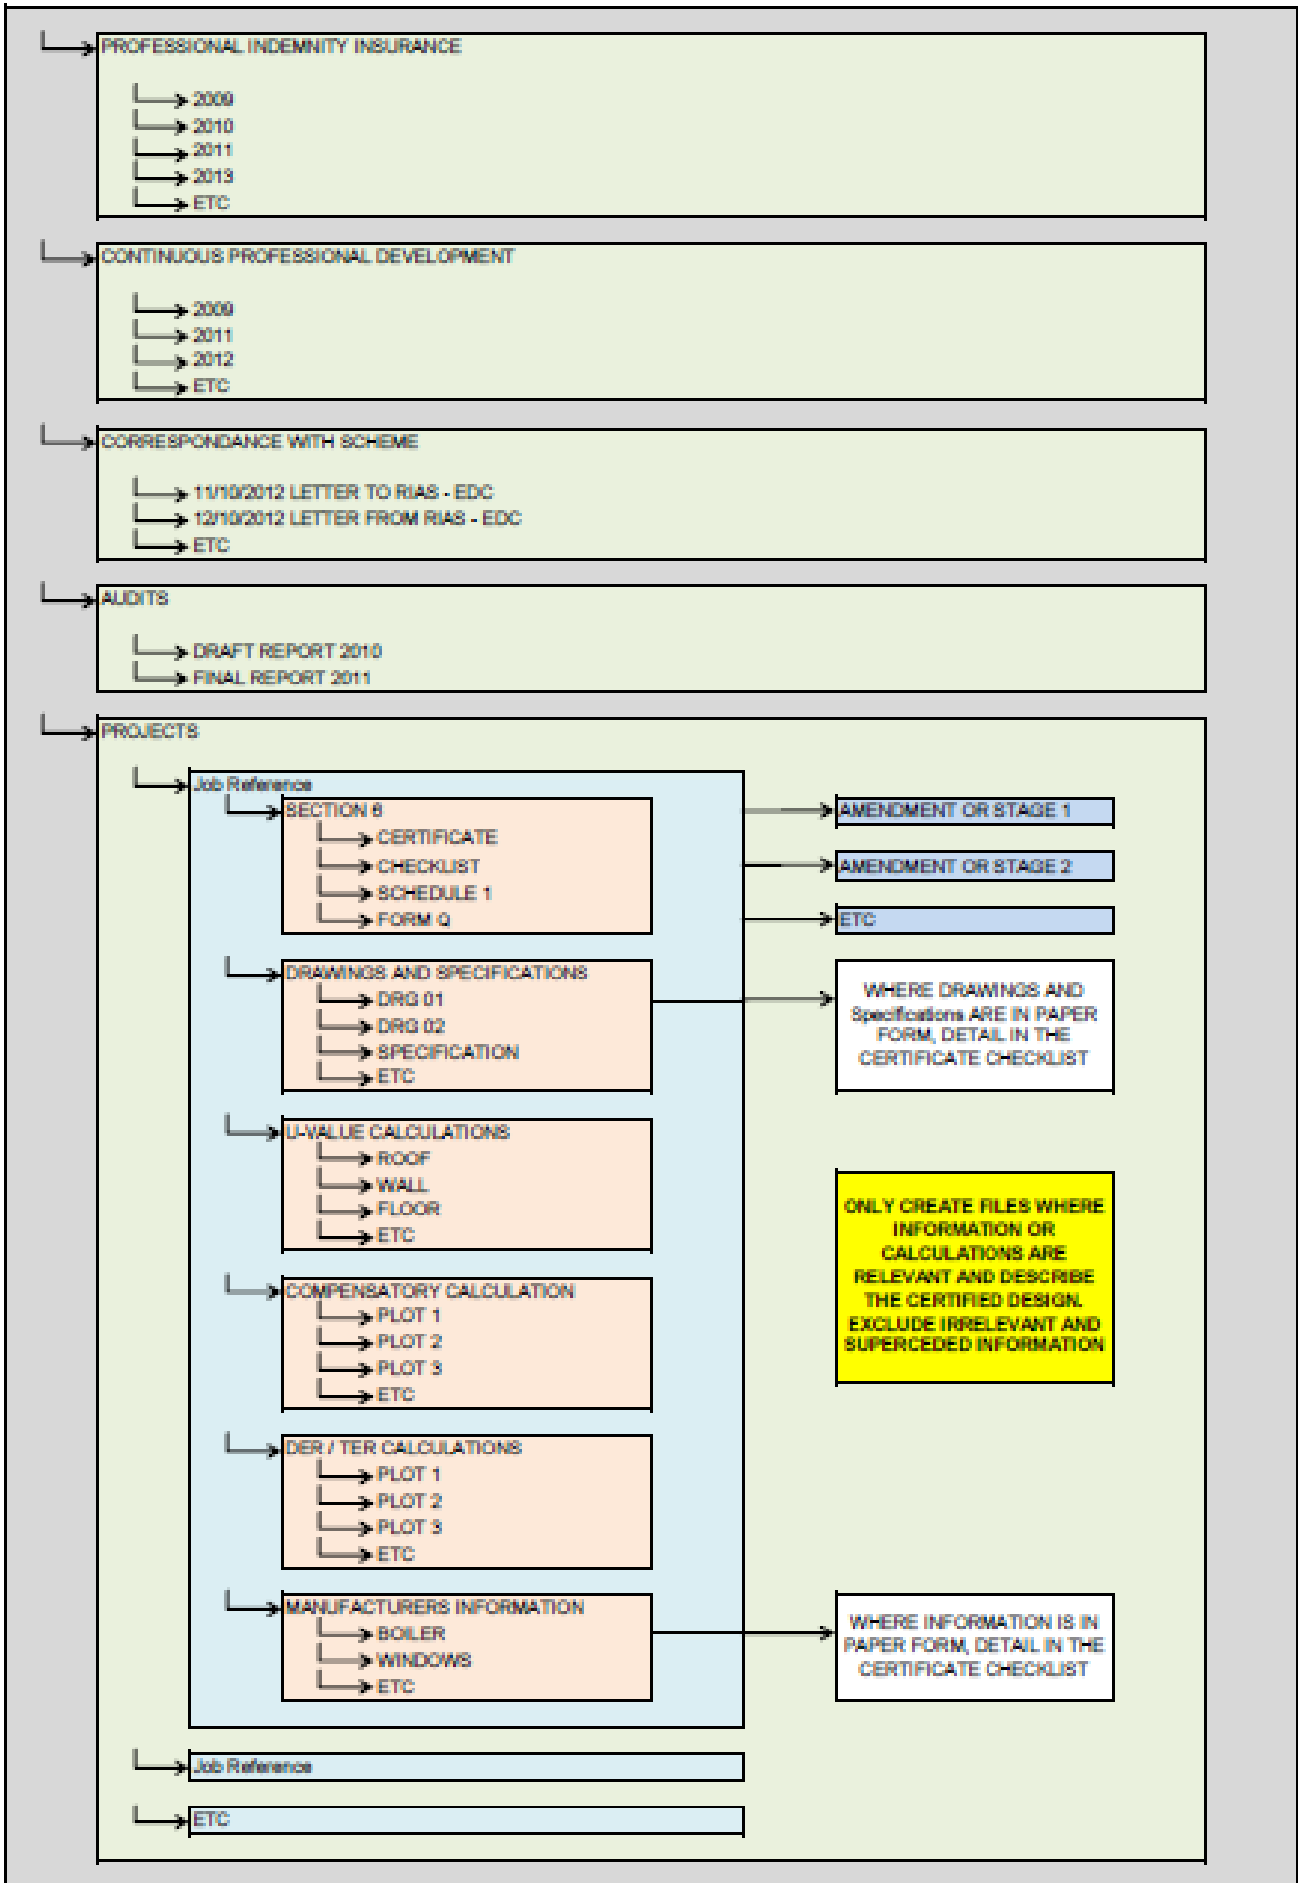 PROFESSIONAL INDEMNITY INSURANCE
2009
2010
2011
2013
ETC
CONTINUOUS PROFESSIONAL DEVELOPMENT
2009
2011
2012
ETC
CORRESPONDANCE WITH SCHEME
11/10/2012 LETTER TO RIAS - EDC
12/10/2012 LETTER FROM RIAS - EDC
ETC
AUDITS
DRAFT REPORT 2010
FINAL REPORT 2011
PROJECTS
Job Reference
SECTION 6
CERTIFICATE
CHECKLIST
SCHEDULE 1
FORM Q
AMENDMENT OR STAGE 1
AMENDMENT OR STAGE 2
ETC
DRAWINGS AND SPECIFICATIONS
DRG 01
DRG 02
SPECIFICATION
ETC
WHERE DRAWINGS AND
Specifications ARE IN PAPER
FORM, DETAIL IN THE
CERTIFICATE CHECKLIST
U-VALUE CALCULATIONS
ROOF
WALL
FLOOR
ETC
ONLY CREATE FILES WHERE
INFORMATION OR
CALCULATIONS ARE
RELEVANT AND DESCRIBE
THE CERTIFIED DESIGN.
EXCLUDE IRRELEVANT AND
SUPERCEDED INFORMATION
COMPENSATORY CALCULATION
PLOT 1
PLOT 2
PLOT 3
ETC
DER / TER CALCULATIONS
PLOT 1
PLOT 2
PLOT 3
ETC
MANUFACTURERS INFORMATION
BOILER
WINDOWS
ETC
WHERE INFORMATION IS IN
PAPER FORM, DETAIL IN THE
CERTIFICATE CHECKLIST
Job Reference
ETC